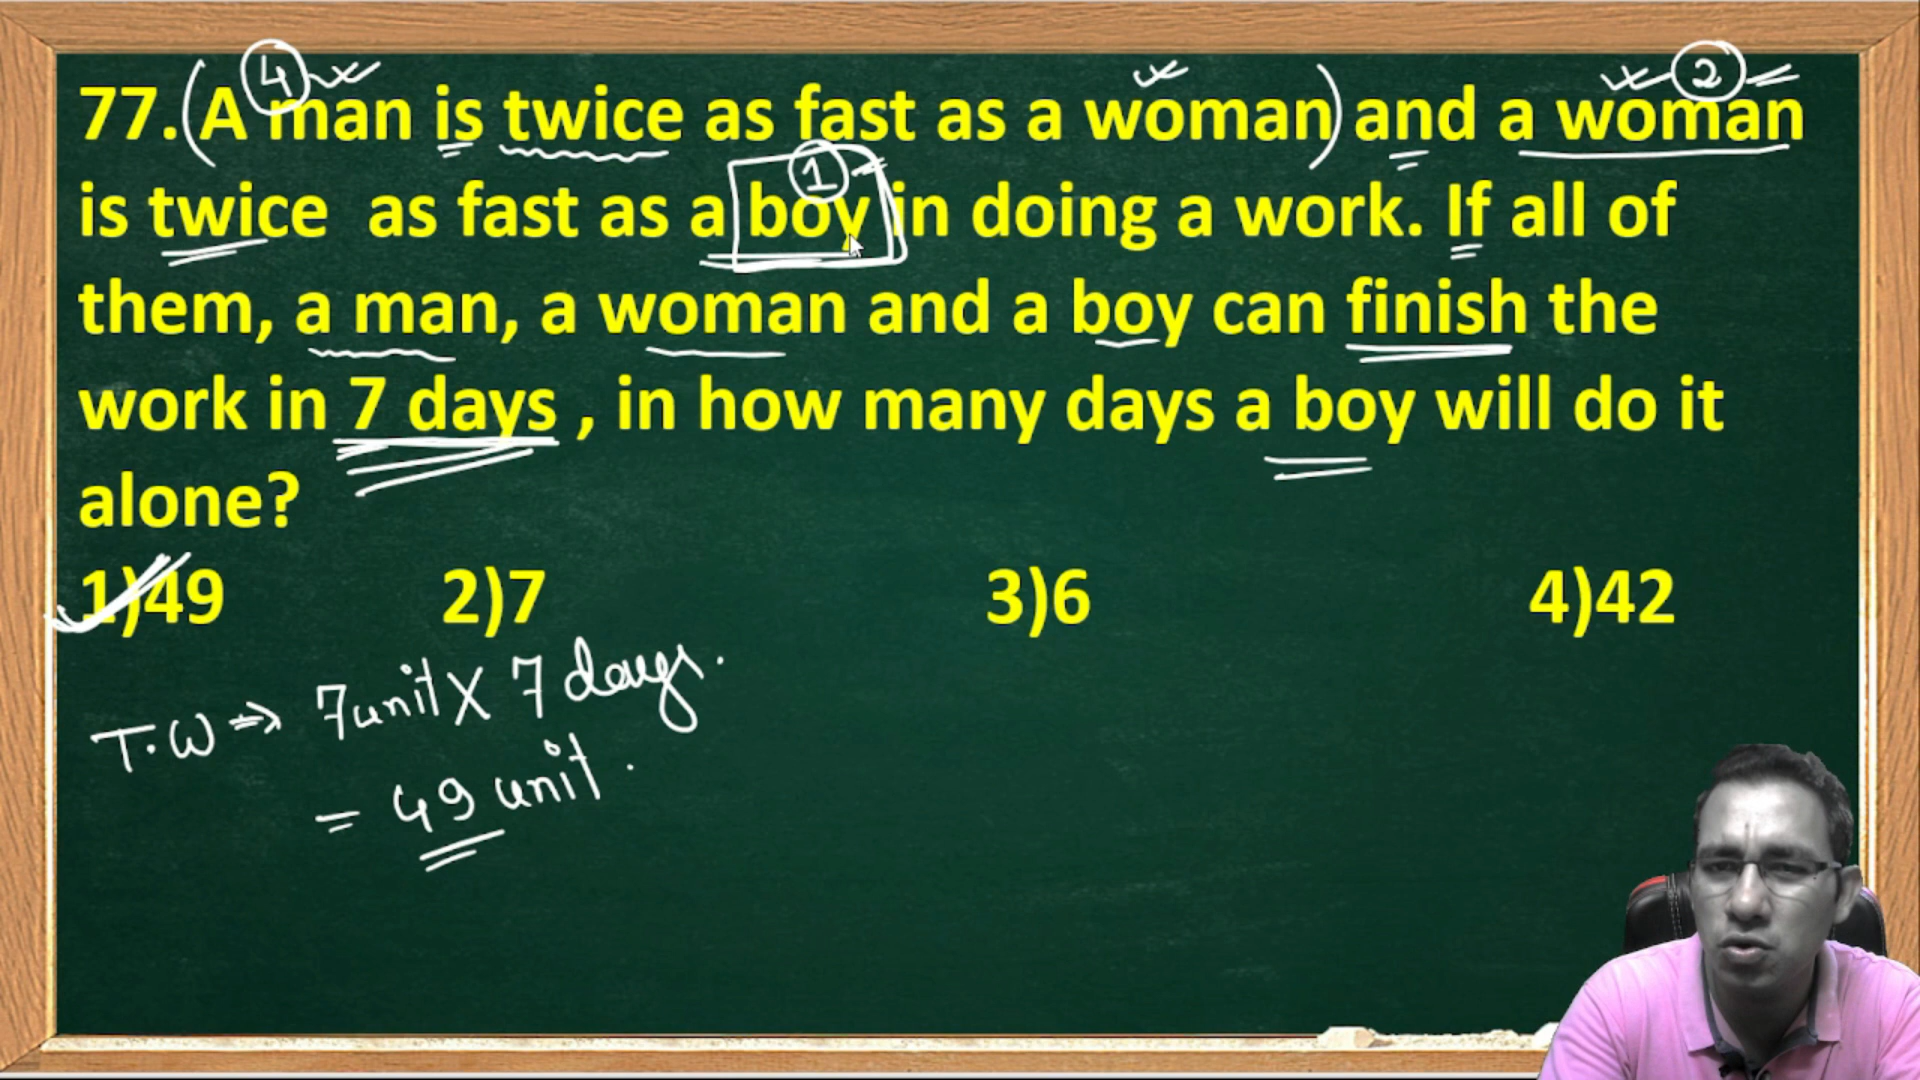 4 2
77.(A man is twice as fast as a woman) and a woman
1
is twice as fast as a boy in doing a work. If all of
them, a man, a woman and a boy can finish the
work in 7 days , in how many days a boy will do it
alone?
1)49 2)7 3)6 4)42
T.W ⇒ 7unit X 7 days.
= 49 unit.